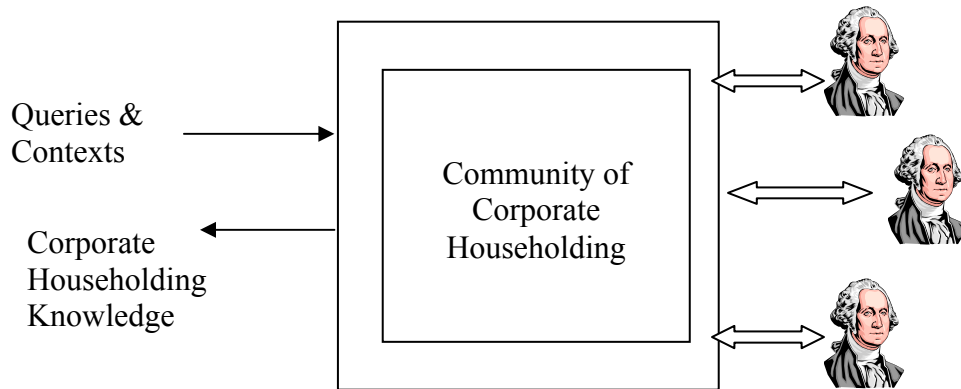 Queries &
Contexts
Corporate
Householding
Knowledge
Community of
Corporate
Householding